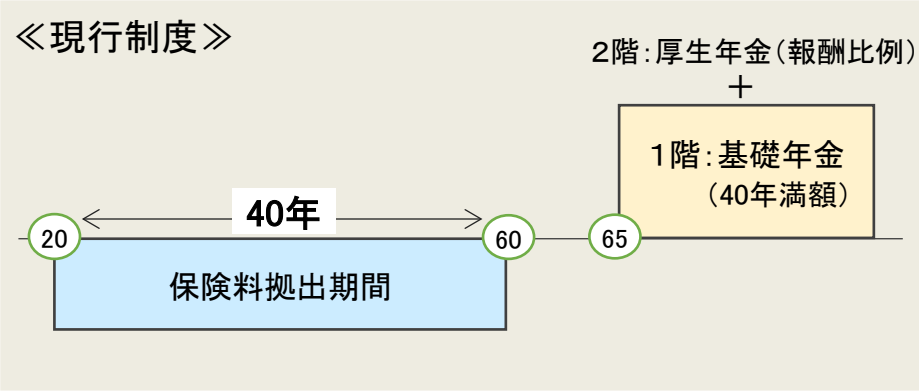 ≪現行制度≫
2階:厚生年金(報酬比例)
+
1階:基礎年金
(40年満額)
40年
20
60
65
保険料拠出期間